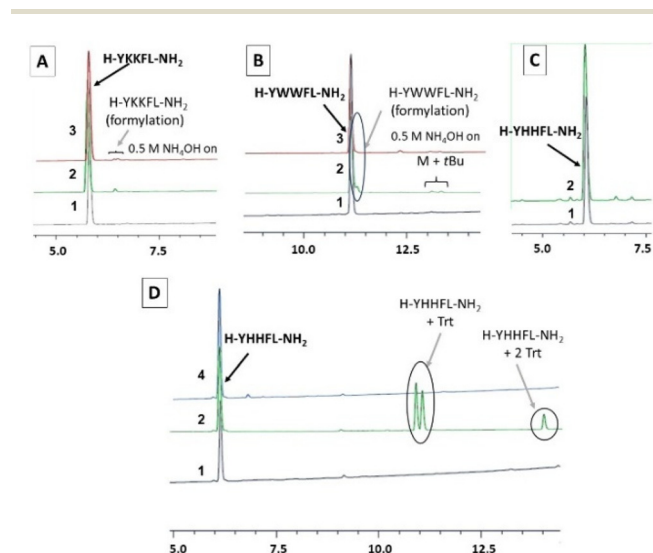 A
H-YKKFL-NH2
H-YKKFL-NH2
(formylation)
3
0.5 M NH4OH on
2
1
5.0 7.5
B
H-YWWFL-NH2
H-YWWFL-NH2
(formylation)
3
0.5 M NH4OH on
2
M + tBu
1
10.0 12.5
C
H-YHHFL-NH2
2
1
5.0 7.5
D
H-YHHFL-NH2
+ Trt
H-YHHFL-NH2
H-YHHFL-NH2
+ 2 Trt
4
2
1
5.0 7.5 10.0 12.5